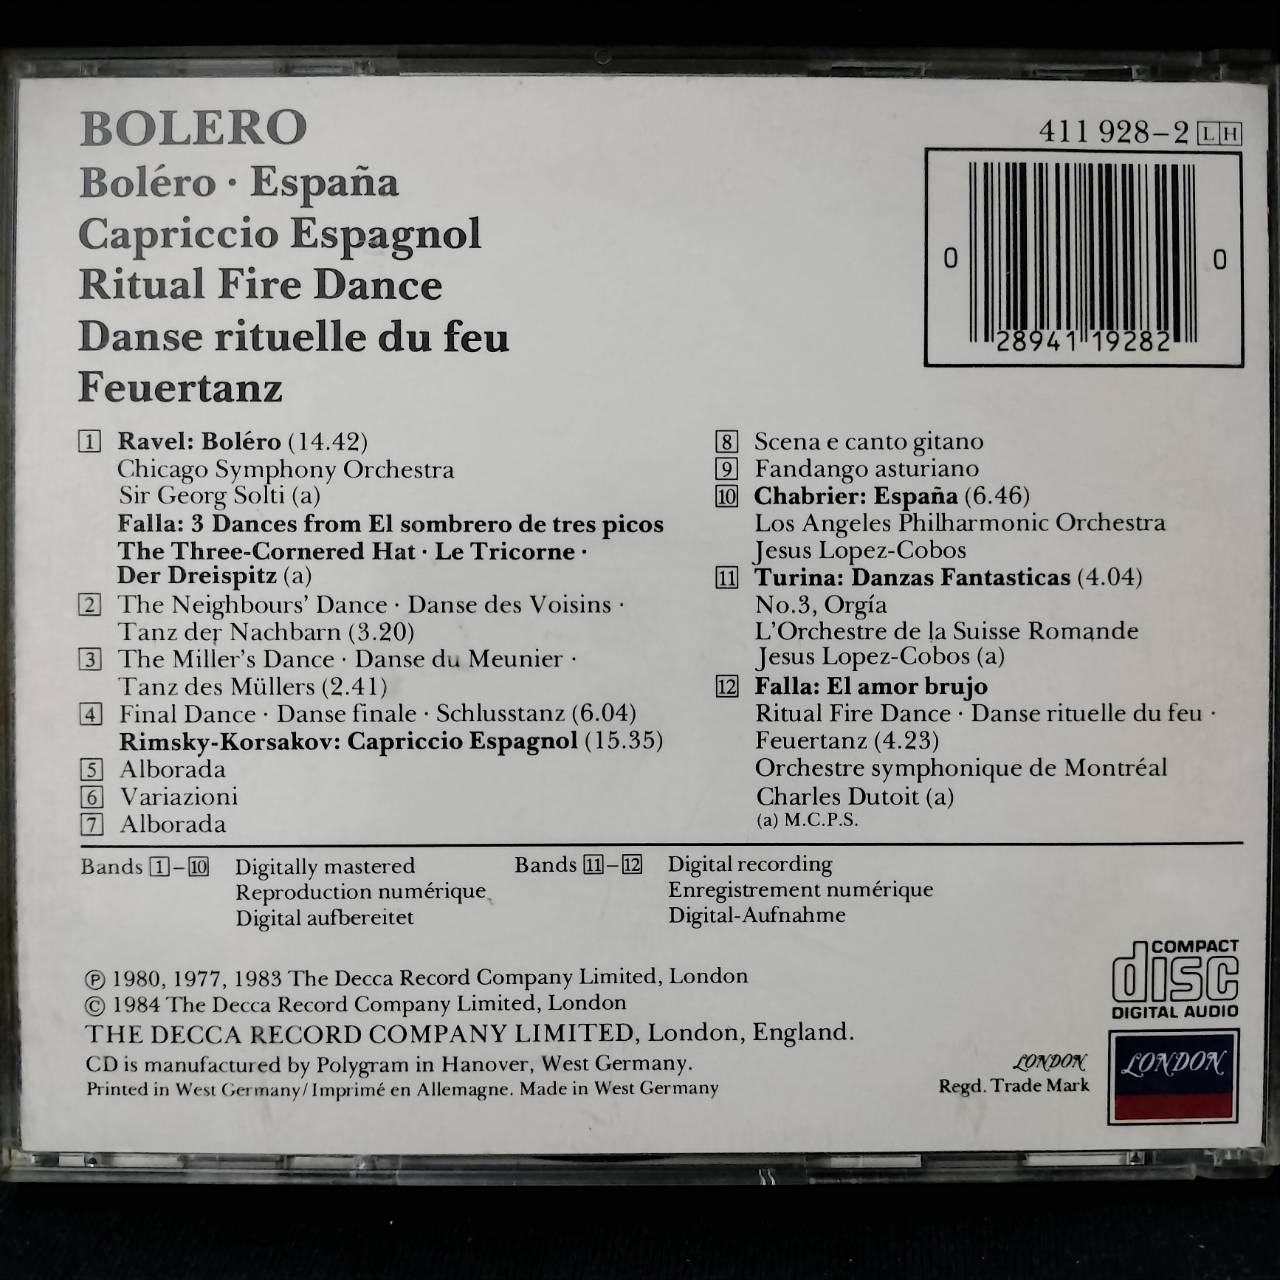 BOLERO
Boléro · España
Capriccio Espagnol
Ritual Fire Dance
Danse rituelle du feu
Feuertanz
411 928-2 LH
0 28941 19282 0
1 Ravel: Boléro (14.42)
Chicago Symphony Orchestra
Sir Georg Solti (a)
Falla: 3 Dances from El sombrero de tres picos
The Three-Cornered Hat · Le Tricorne ·
Der Dreispitz (a)
2 The Neighbours' Dance · Danse des Voisins ·
Tanz der Nachbarn (3.20)
3 The Miller's Dance · Danse du Meunier ·
Tanz des Müllers (2.41)
4 Final Dance · Danse finale · Schlusstanz (6.04)
Rimsky-Korsakov: Capriccio Espagnol (15.35)
5 Alborada
6 Variazioni
7 Alborada
8 Scena e canto gitano
9 Fandango asturiano
10 Chabrier: España (6.46)
Los Angeles Philharmonic Orchestra
Jesus Lopez-Cobos
11 Turina: Danzas Fantasticas (4.04)
No.3, Orgía
L'Orchestre de la Suisse Romande
Jesus Lopez-Cobos (a)
12 Falla: El amor brujo
Ritual Fire Dance · Danse rituelle du feu ·
Feuertanz (4.23)
Orchestre symphonique de Montréal
Charles Dutoit (a)
(a) M.C.P.S.
Bands 1–10 Digitally mastered
Reproduction numérique
Digital aufbereitet
Bands 11–12 Digital recording
Enregistrement numérique
Digital-Aufnahme
℗ 1980, 1977, 1983 The Decca Record Company Limited, London
© 1984 The Decca Record Company Limited, London
THE DECCA RECORD COMPANY LIMITED, London, England.
CD is manufactured by Polygram in Hanover, West Germany.
Printed in West Germany/Imprimé en Allemagne. Made in West Germany
COMPACT
disc
DIGITAL AUDIO
LONDON
Regd. Trade Mark
LONDON